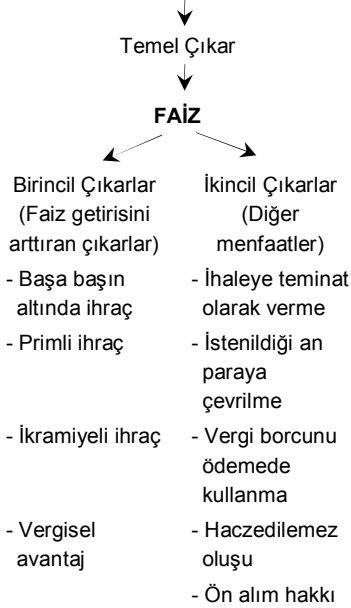 Temel Çıkar
FAİZ
Birincil Çıkarlar
(Faiz getirisini
arttıran çıkarlar)
- Başa başın
altında ihraç
- Primli ihraç
- İkramiyeli ihraç
- Vergisel
avantaj
İkincil Çıkarlar
(Diğer
menfaatler)
- İhaleye teminat
olarak verme
- İstenildiği an
paraya
çevrilme
- Vergi borcunu
ödemede
kullanma
- Haczedilemez
oluşu
- Ön alım hakkı